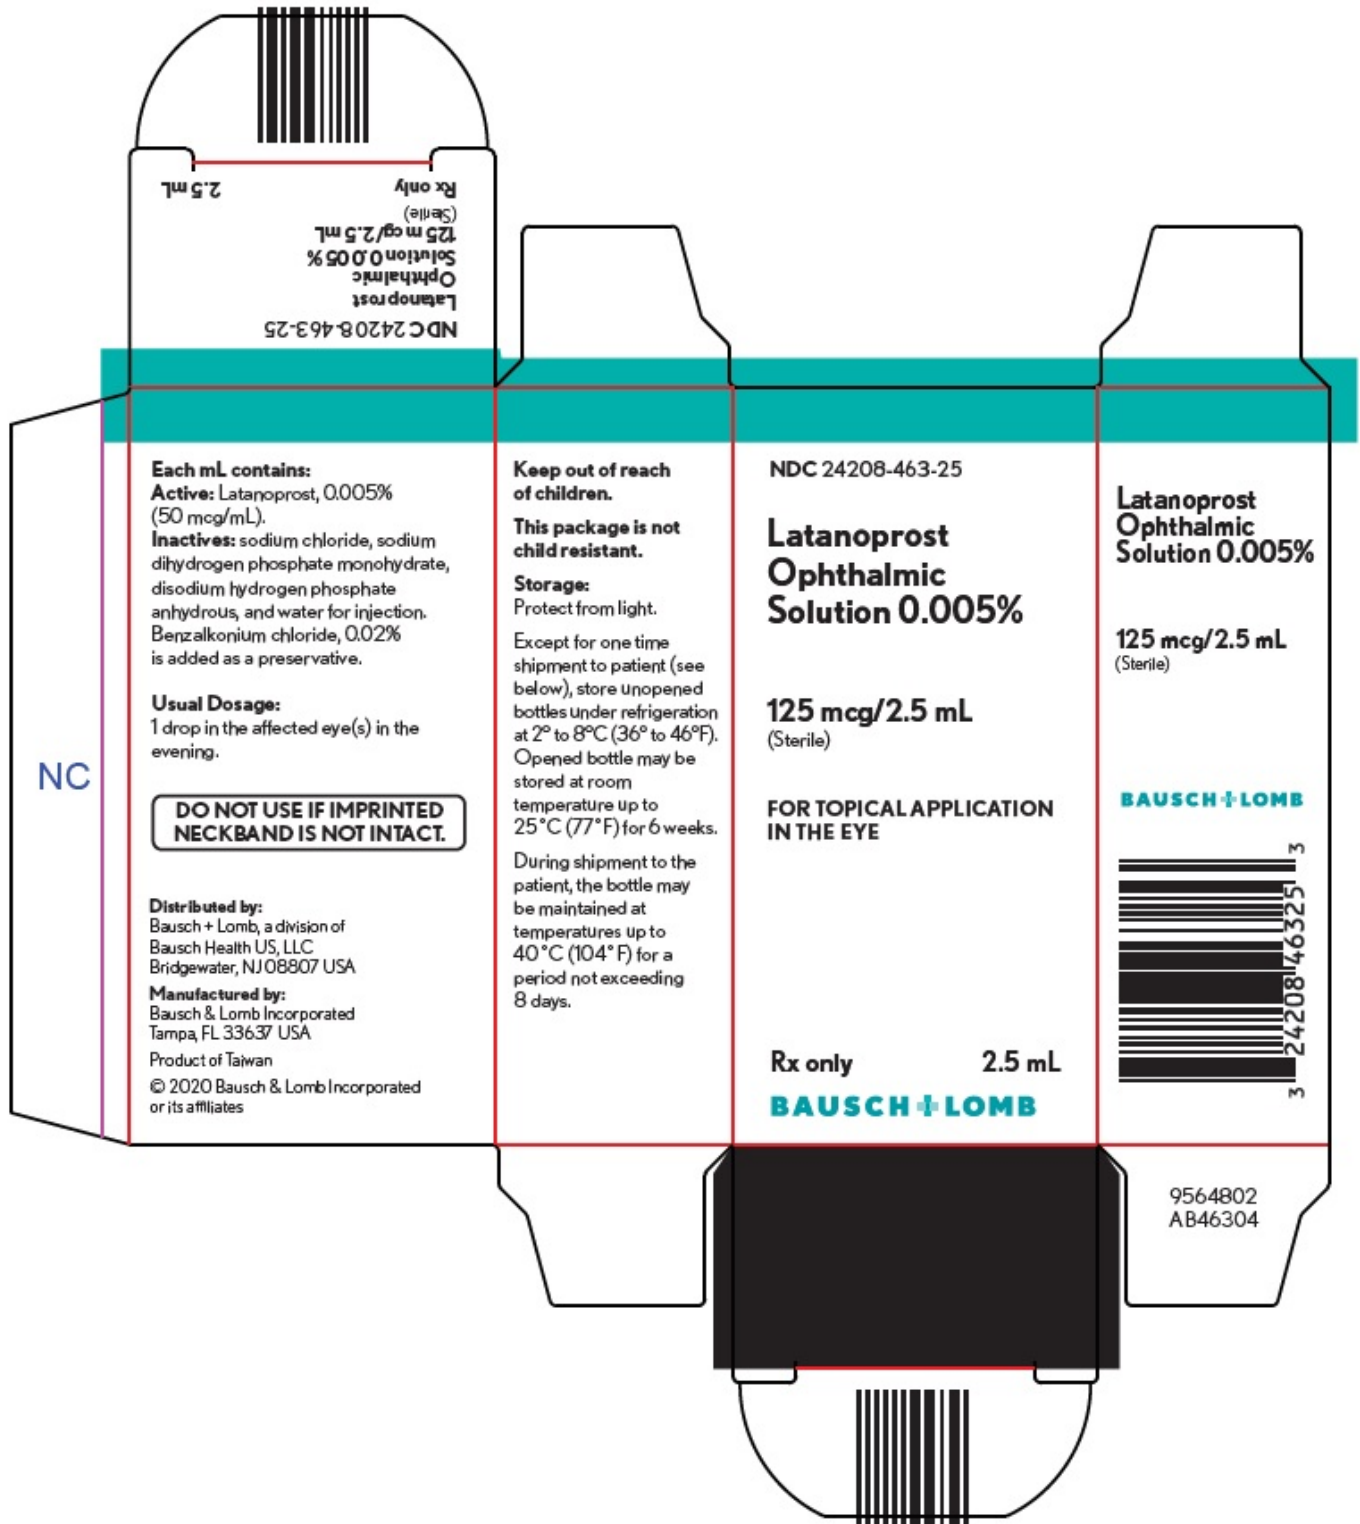 2.5 mL
Rx only
(Sterile)
125 mcg/2.5 mL
Solution 0.005%
Ophthalmic
Latanoprost
NDC 24208-463-25
NC
Each mL contains:
Active: Latanoprost, 0.005%
(50 mcg/mL).
Inactives: sodium chloride, sodium
dihydrogen phosphate monohydrate,
disodium hydrogen phosphate
anhydrous, and water for injection.
Benzalkonium chloride, 0.02%
is added as a preservative.
Usual Dosage:
1 drop in the affected eye(s) in the
evening.
DO NOT USE IF IMPRINTED
NECKBAND IS NOT INTACT.
Distributed by:
Bausch + Lomb, a division of
Bausch Health US, LLC
Bridgewater, NJ 08807 USA
Manufactured by:
Bausch & Lomb Incorporated
Tampa, FL 33637 USA
Product of Taiwan
© 2020 Bausch & Lomb Incorporated
or its affiliates
Keep out of reach
of children.
This package is not
child resistant.
Storage:
Protect from light.
Except for one time
shipment to patient (see
below), store unopened
bottles under refrigeration
at 2° to 8°C (36° to 46°F).
Opened bottle may be
stored at room
temperature up to
25°C (77°F) for 6 weeks.
During shipment to the
patient, the bottle may
be maintained at
temperatures up to
40°C (104°F) for a
period not exceeding
8 days.
NDC 24208-463-25
Latanoprost
Ophthalmic
Solution 0.005%
125 mcg/2.5 mL
(Sterile)
FOR TOPICAL APPLICATION
IN THE EYE
Rx only 2.5 mL
BAUSCH + LOMB
Latanoprost
Ophthalmic
Solution 0.005%
125 mcg/2.5 mL
(Sterile)
BAUSCH + LOMB
3 24208 46325 3
9564802
AB46304